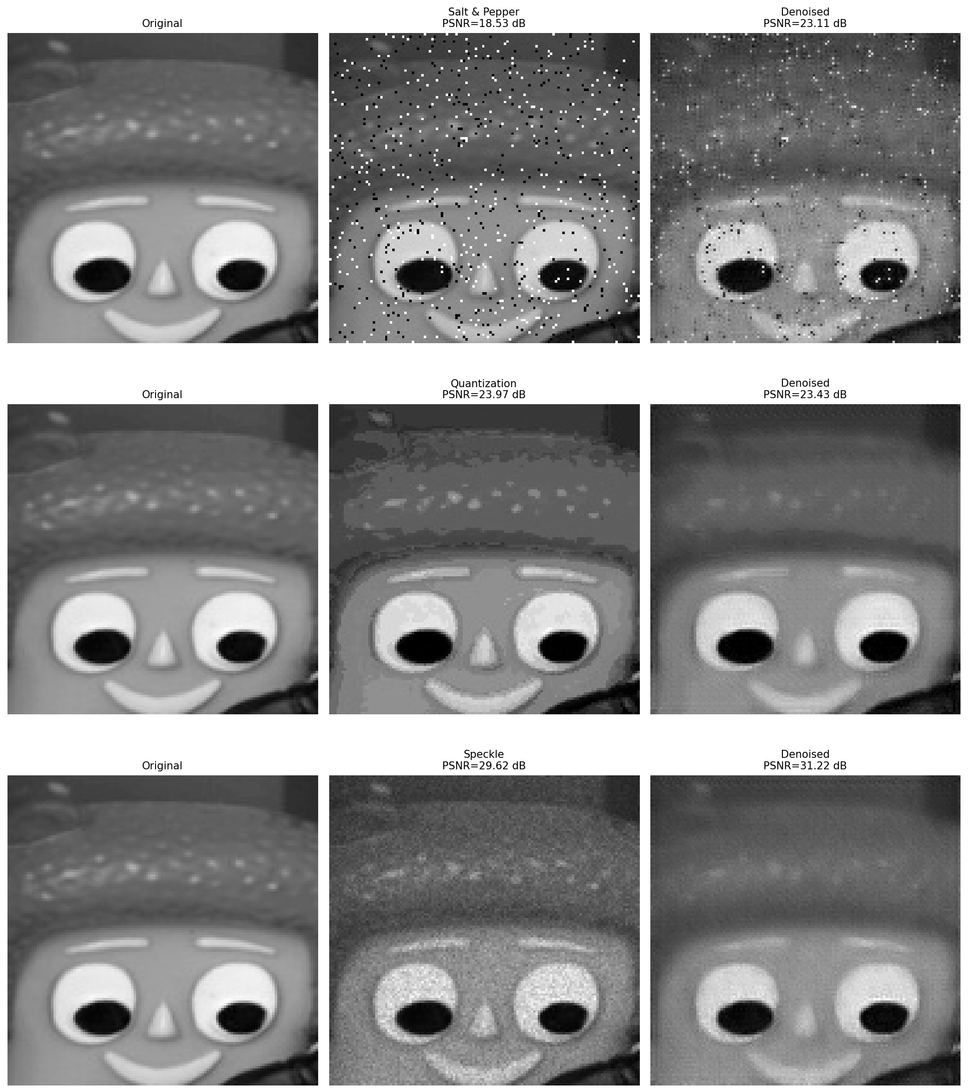 Original
Salt & Pepper
PSNR=18.53 dB
Denoised
PSNR=23.11 dB
Original
Quantization
PSNR=23.97 dB
Denoised
PSNR=23.43 dB
Original
Speckle
PSNR=29.62 dB
Denoised
PSNR=31.22 dB